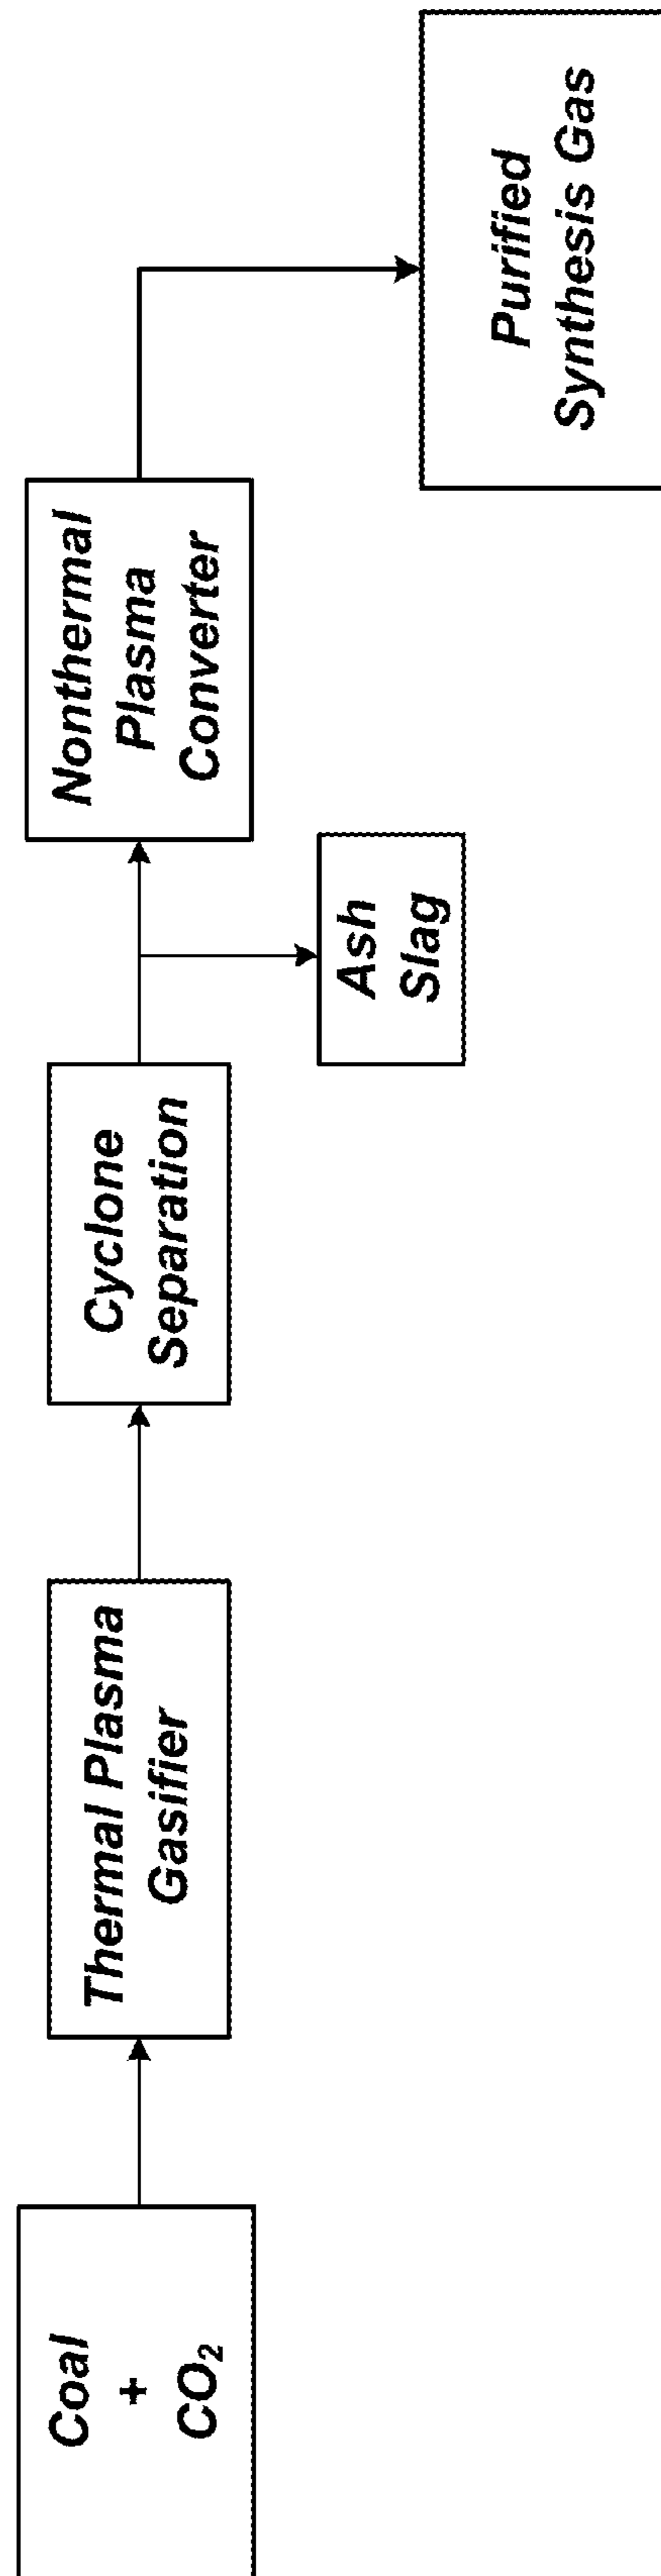 Coal
+
CO₂
Thermal Plasma
Gasifier
Cyclone
Separation
Ash
Slag
Nonthermal
Plasma
Converter
Purified
Synthesis Gas